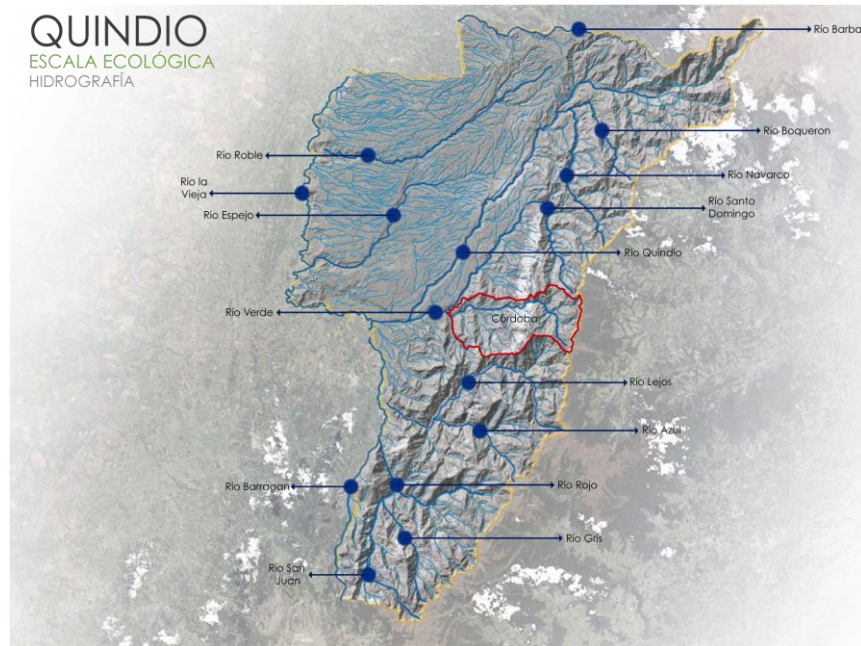 QUINDIO
ESCALA ECOLÓGICA
HIDROGRAFÍA
Río Barba
Río Boqueron
Río Roble
Río Navarco
Río la
Vieja
Río Santo
Domingo
Río Espejo
Río Quindio
Río Verde
Córdoba
Río Lejos
Río Azul
Río Barragan
Río Rojo
Río Gris
Río San
Juan